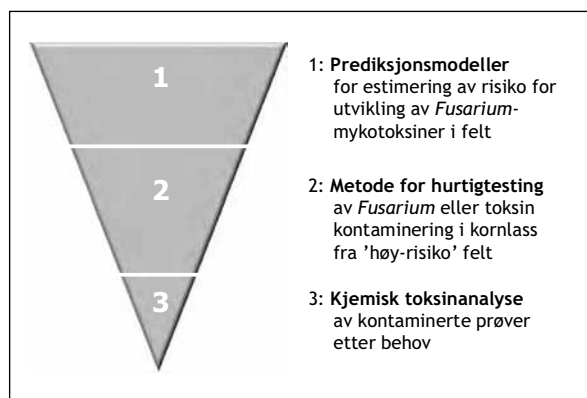 1
2
3
1: Prediksjonsmodeller
for estimering av risiko for
utvikling av Fusarium-
mykotoksiner i felt
2: Metode for hurtigtesting
av Fusarium eller toksin
kontaminering i kornlass
fra ’høy-risiko’ felt
3: Kjemisk toksinanalyse
av kontaminerte prøver
etter behov